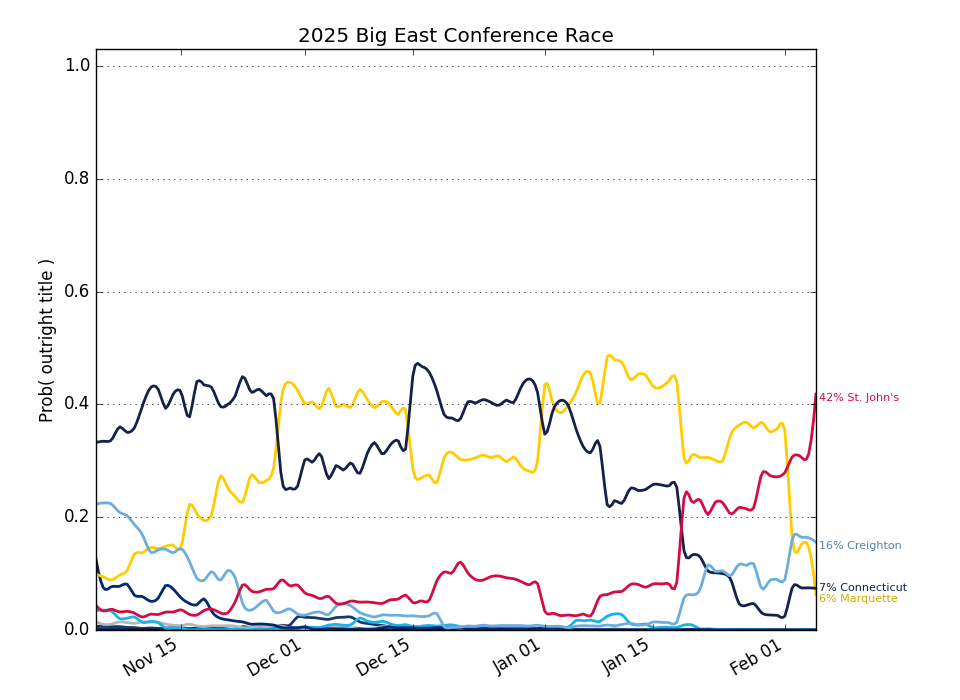 2025 Big East Conference Race
Prob( outright title )
1.0
0.8
0.6
0.4
0.2
0.0
42% St. John's
16% Creighton
7% Connecticut
6% Marquette
Nov 15
Dec 01
Dec 15
Jan 01
Jan 15
Feb 01